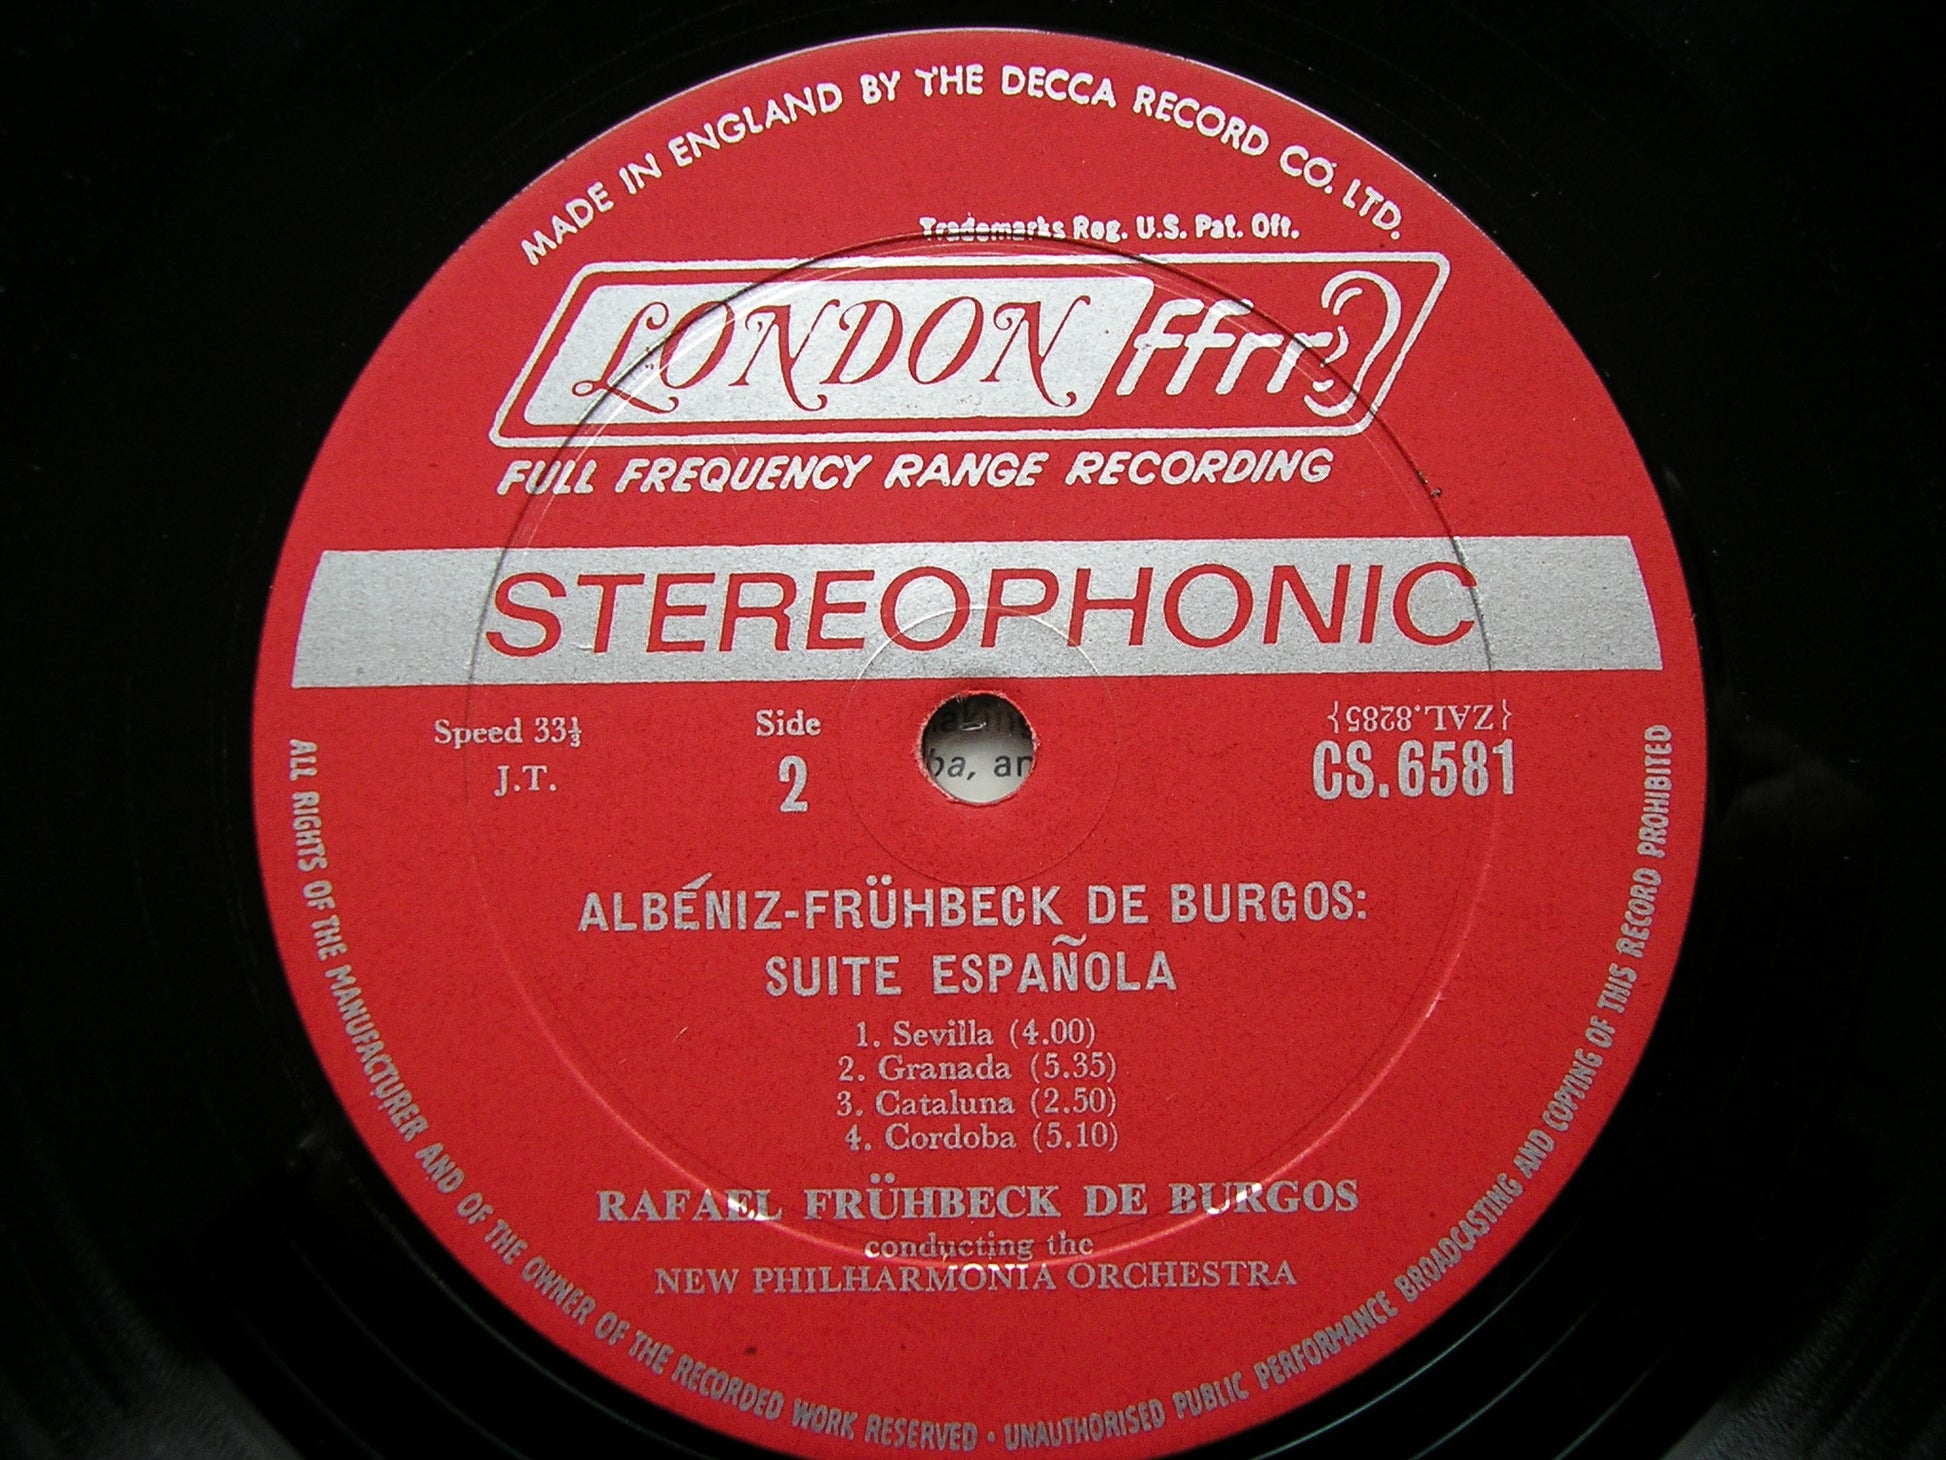 MADE IN ENGLAND BY THE DECCA RECORD CO. LTD.
Trademarks Reg. U.S. Pat. Off.
LONDON ffrr
FULL FREQUENCY RANGE RECORDING
STEREOPHONIC
Speed 33⅓
J.T.
Side
2
{ZAL.8285}
CS.6581
ba, an
ALBÉNIZ-FRÜHBECK DE BURGOS:
SUITE ESPAÑOLA
1. Sevilla (4.00)
2. Granada (5.35)
3. Cataluna (2.50)
4. Cordoba (5.10)
RAFAEL FRÜHBECK DE BURGOS
conducting the
NEW PHILHARMONIA ORCHESTRA
ALL RIGHTS OF THE MANUFACTURER AND OF THE OWNER OF THE RECORDED WORK RESERVED • UNAUTHORISED PUBLIC PERFORMANCE BROADCASTING AND COPYING OF THIS RECORD PROHIBITED